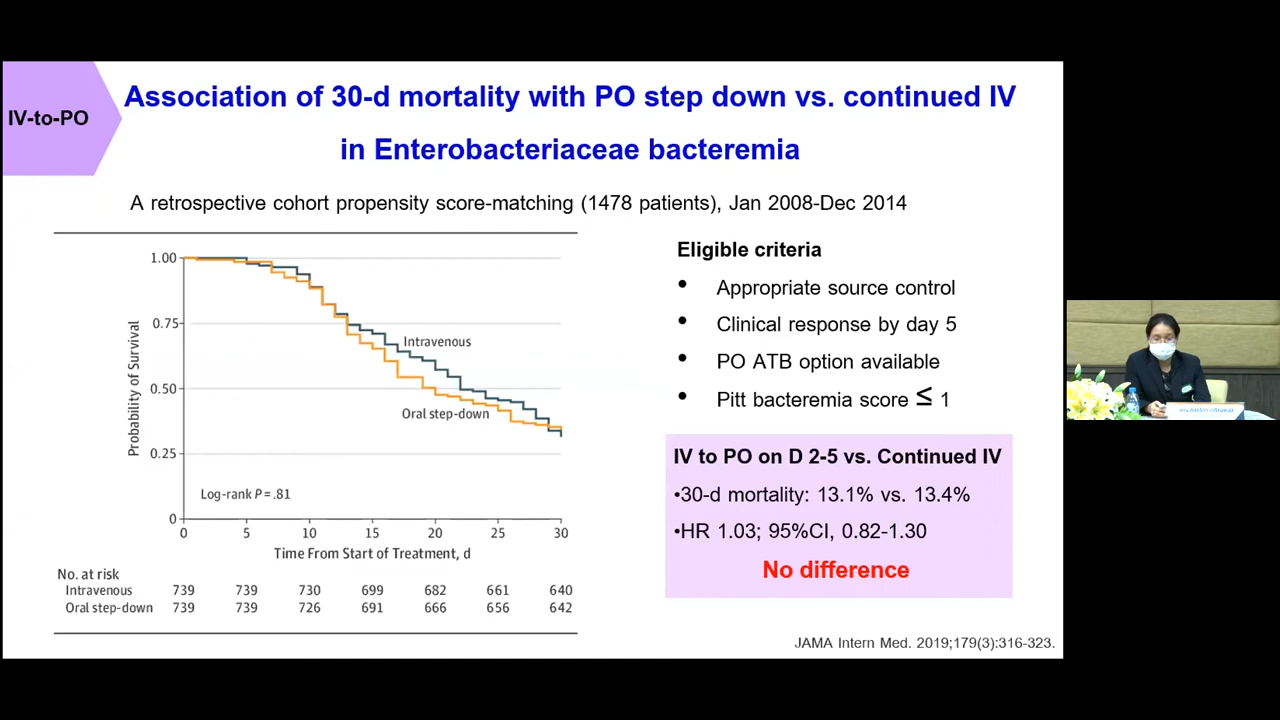 IV-to-PO
Association of 30-d mortality with PO step down vs. continued IV
in Enterobacteriaceae bacteremia
A retrospective cohort propensity score-matching (1478 patients), Jan 2008-Dec 2014
Probability of Survival
1.00
0.75
0.50
0.25
0
Intravenous
Oral step-down
Log-rank P = .81
0 5 10 15 20 25 30
Time From Start of Treatment, d
No. at risk
Intravenous 739 739 730 699 682 661 640
Oral step-down 739 739 726 691 666 656 642
Eligible criteria
• Appropriate source control
• Clinical response by day 5
• PO ATB option available
• Pitt bacteremia score ≤ 1
IV to PO on D 2-5 vs. Continued IV
•30-d mortality: 13.1% vs. 13.4%
•HR 1.03; 95%CI, 0.82-1.30
No difference
JAMA Intern Med. 2019;179(3):316-323.